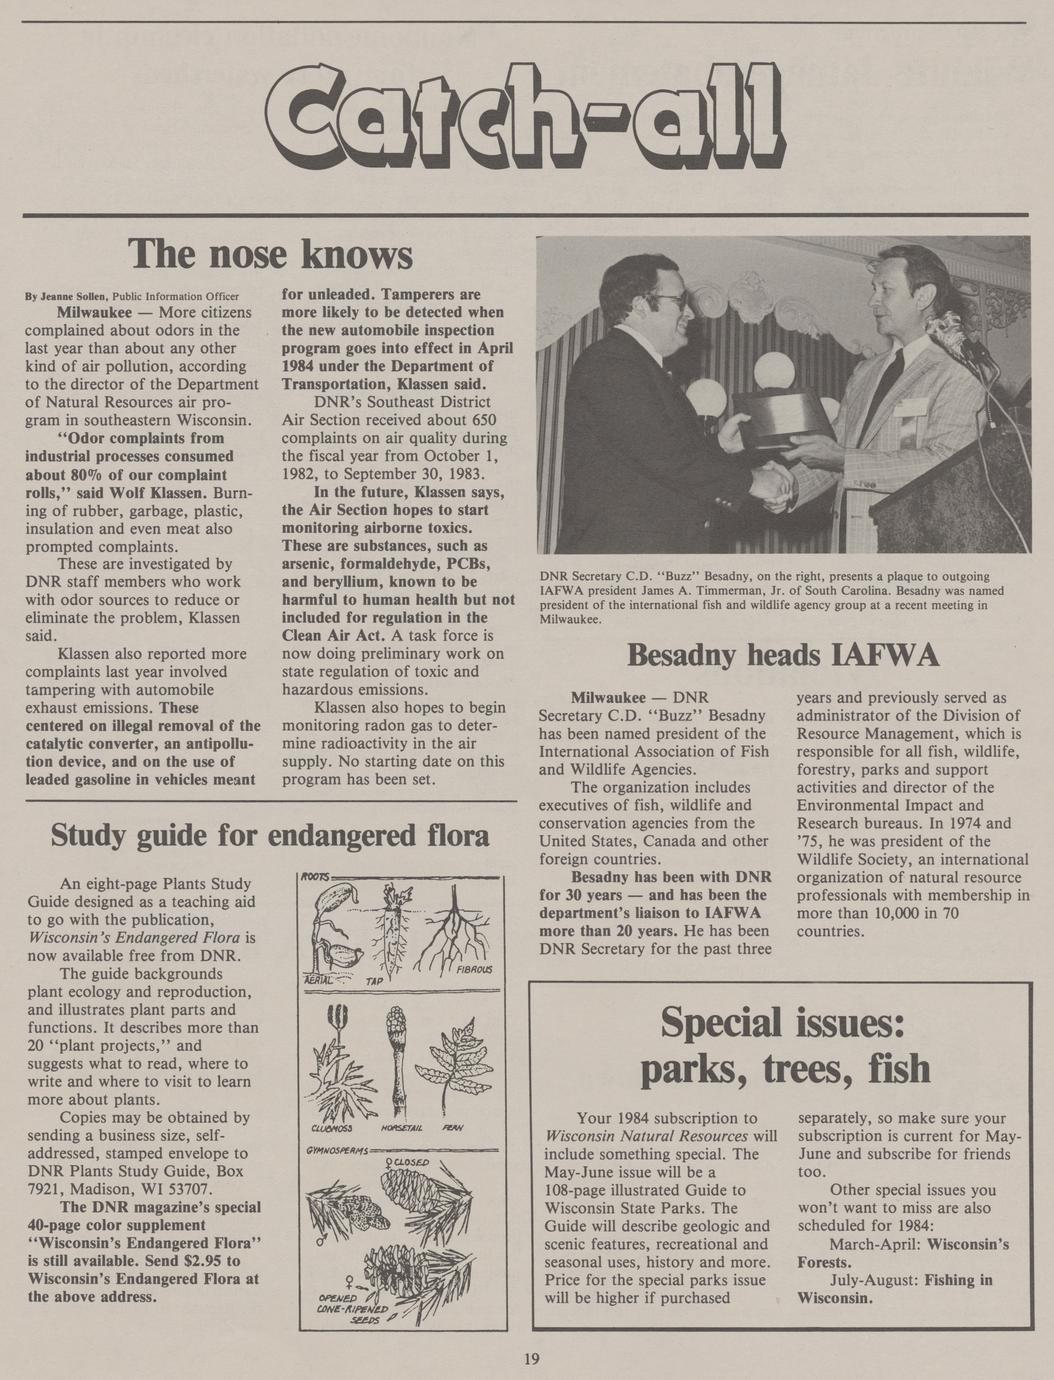 Catch-all
The nose knows
By Jeanne Sollen, Public Information Officer
Milwaukee — More citizens
complained about odors in the
last year than about any other
kind of air pollution, according
to the director of the Department
of Natural Resources air pro-
gram in southeastern Wisconsin.
“Odor complaints from
industrial processes consumed
about 80% of our complaint
rolls,” said Wolf Klassen. Burn-
ing of rubber, garbage, plastic,
insulation and even meat also
prompted complaints.
These are investigated by
DNR staff members who work
with odor sources to reduce or
eliminate the problem, Klassen
said.
Klassen also reported more
complaints last year involved
tampering with automobile
exhaust emissions. These
centered on illegal removal of the
catalytic converter, an antipollu-
tion device, and on the use of
leaded gasoline in vehicles meant
for unleaded. Tamperers are
more likely to be detected when
the new automobile inspection
program goes into effect in April
1984 under the Department of
Transportation, Klassen said.
DNR's Southeast District
Air Section received about 650
complaints on air quality during
the fiscal year from October 1,
1982, to September 30, 1983.
In the future, Klassen says,
the Air Section hopes to start
monitoring airborne toxics.
These are substances, such as
arsenic, formaldehyde, PCBs,
and beryllium, known to be
harmful to human health but not
included for regulation in the
Clean Air Act. A task force is
now doing preliminary work on
state regulation of toxic and
hazardous emissions.
Klassen also hopes to begin
monitoring radon gas to deter-
mine radioactivity in the air
supply. No starting date on this
program has been set.
DNR Secretary C.D. “Buzz” Besadny, on the right, presents a plaque to outgoing
IAFWA president James A. Timmerman, Jr. of South Carolina. Besadny was named
president of the international fish and wildlife agency group at a recent meeting in
Milwaukee.
Besadny heads IAFWA
Milwaukee — DNR
Secretary C.D. “Buzz” Besadny
has been named president of the
International Association of Fish
and Wildlife Agencies.
The organization includes
executives of fish, wildlife and
conservation agencies from the
United States, Canada and other
foreign countries.
Besadny has been with DNR
for 30 years — and has been the
department's liaison to IAFWA
more than 20 years. He has been
DNR Secretary for the past three
years and previously served as
administrator of the Division of
Resource Management, which is
responsible for all fish, wildlife,
forestry, parks and support
activities and director of the
Environmental Impact and
Research bureaus. In 1974 and
'75, he was president of the
Wildlife Society, an international
organization of natural resource
professionals with membership in
more than 10,000 in 70
countries.
Study guide for endangered flora
An eight-page Plants Study
Guide designed as a teaching aid
to go with the publication,
Wisconsin's Endangered Flora is
now available free from DNR.
The guide backgrounds
plant ecology and reproduction,
and illustrates plant parts and
functions. It describes more than
20 “plant projects,” and
suggests what to read, where to
write and where to visit to learn
more about plants.
Copies may be obtained by
sending a business size, self-
addressed, stamped envelope to
DNR Plants Study Guide, Box
7921, Madison, WI 53707.
The DNR magazine's special
40-page color supplement
“Wisconsin's Endangered Flora”
is still available. Send $2.95 to
Wisconsin's Endangered Flora at
the above address.
ROOTS
AERIAL TAP FIBROUS
CLUBMOSS HORSETAIL FERN
GYMNOSPERMS
♀ CLOSED
♂
♀
OPENED
CONE-RIPENED
SEEDS
Special issues:
parks, trees, fish
Your 1984 subscription to
Wisconsin Natural Resources will
include something special. The
May-June issue will be a
108-page illustrated Guide to
Wisconsin State Parks. The
Guide will describe geologic and
scenic features, recreational and
seasonal uses, history and more.
Price for the special parks issue
will be higher if purchased
separately, so make sure your
subscription is current for May-
June and subscribe for friends
too.
Other special issues you
won't want to miss are also
scheduled for 1984:
March-April: Wisconsin's
Forests.
July-August: Fishing in
Wisconsin.
19